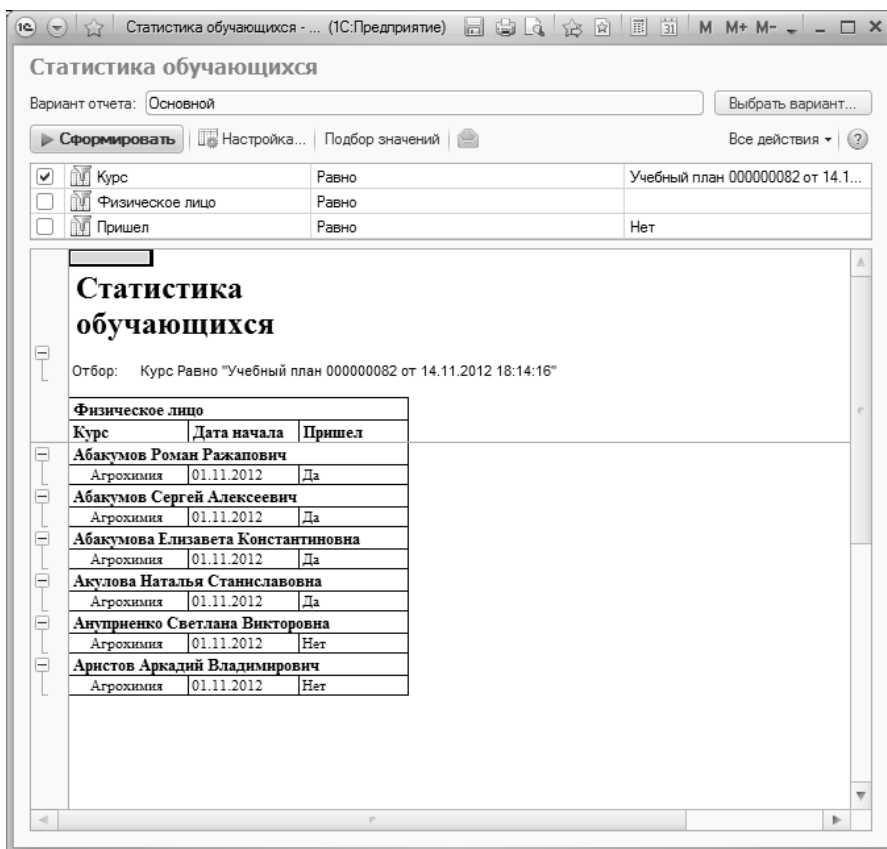 Статистика обучающихся - ... (1С:Предприятие) 31 M M+ M-
Статистика обучающихся
Вариант отчета: Основной Выбрать вариант...
Сформировать Настройка... Подбор значений Все действия ?
Курс Равно Учебный план 000000082 от 14.1...
Физическое лицо Равно
Пришел Равно Нет
Статистика
обучающихся
Отбор: Курс Равно "Учебный план 000000082 от 14.11.2012 18:14:16"
Физическое лицо
Курс Дата начала Пришел
Абакумов Роман Ражапович
Агрохимия 01.11.2012 Да
Абакумов Сергей Алексеевич
Агрохимия 01.11.2012 Да
Абакумова Елизавета Константиновна
Агрохимия 01.11.2012 Да
Акулова Наталья Станиславовна
Агрохимия 01.11.2012 Да
Ануприенко Светлана Викторовна
Агрохимия 01.11.2012 Нет
Аристов Аркадий Владимирович
Агрохимия 01.11.2012 Нет